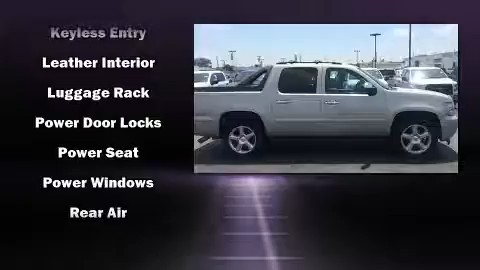 Keyless Entry
Leather Interior
Luggage Rack
Power Door Locks
Power Seat
Power Windows
Rear Air